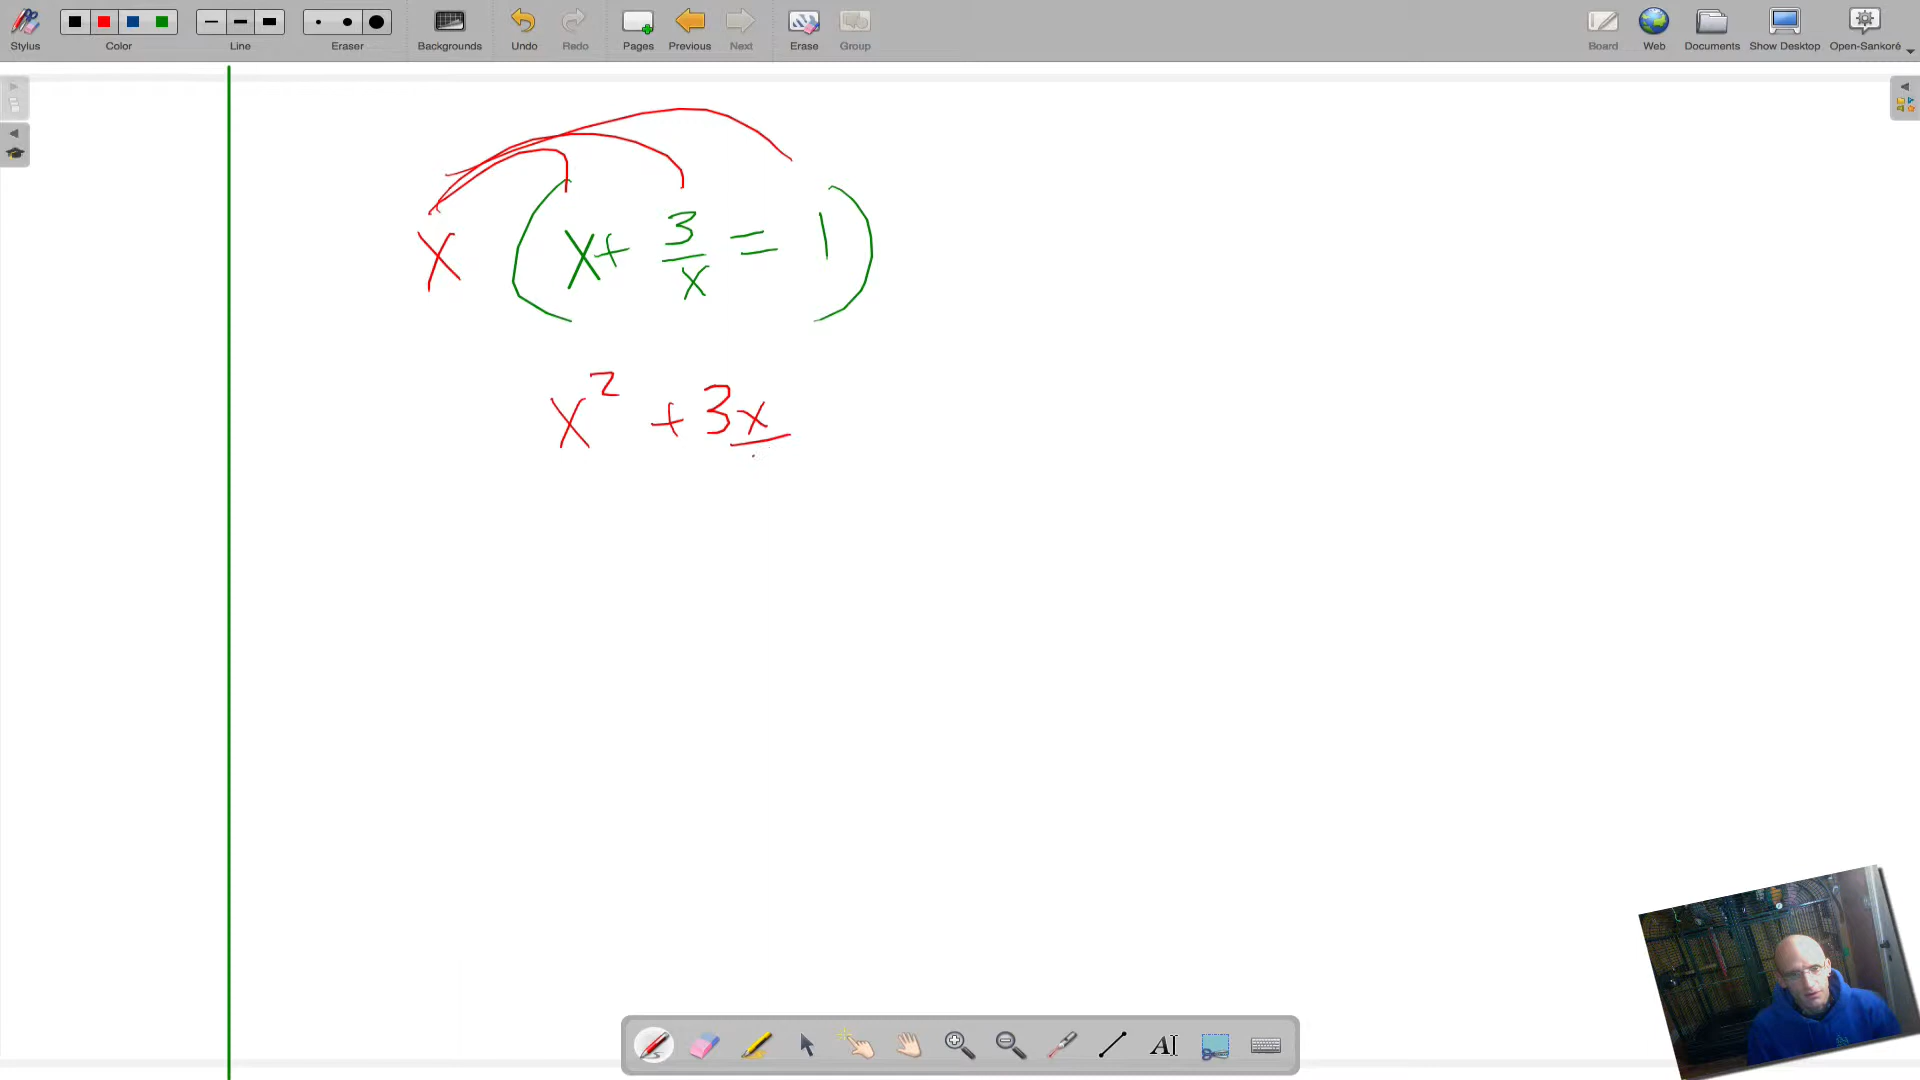 Stylus Color Line Eraser Backgrounds Undo Redo Pages Previous Next Erase Group Board Web Documents Show Desktop Open-Sankoré
x ( x + 3/x = 1 )
x² + 3x
AI